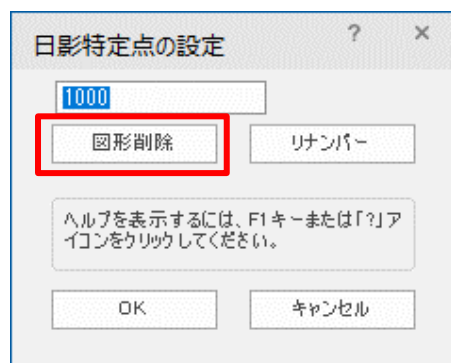 日影特定点の設定 ? ×
1000
図形削除 リナンバー
ヘルプを表示するには、F1キーまたは「?」ア
イコンをクリックしてください。
OK キャンセル